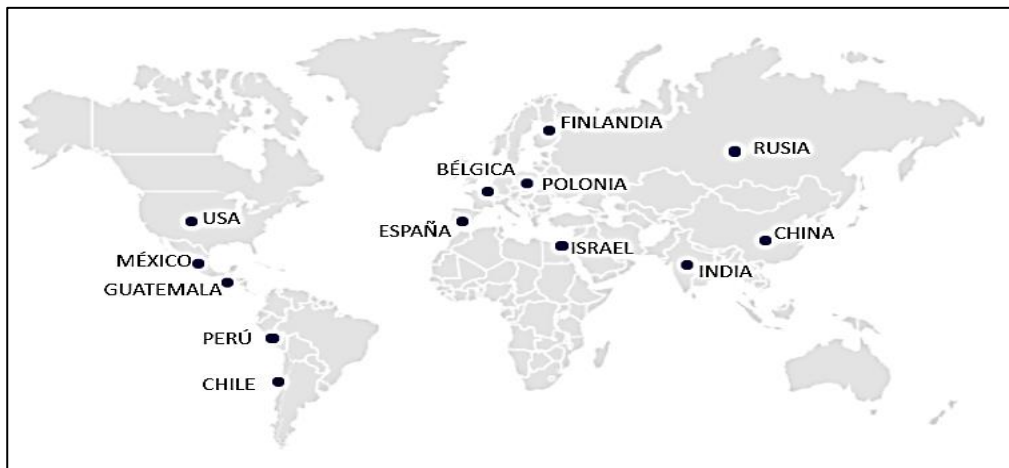 FINLANDIA
RUSIA
BÉLGICA
POLONIA
USA
ESPAÑA
CHINA
ISRAEL
MÉXICO
INDIA
GUATEMALA
PERÚ
CHILE